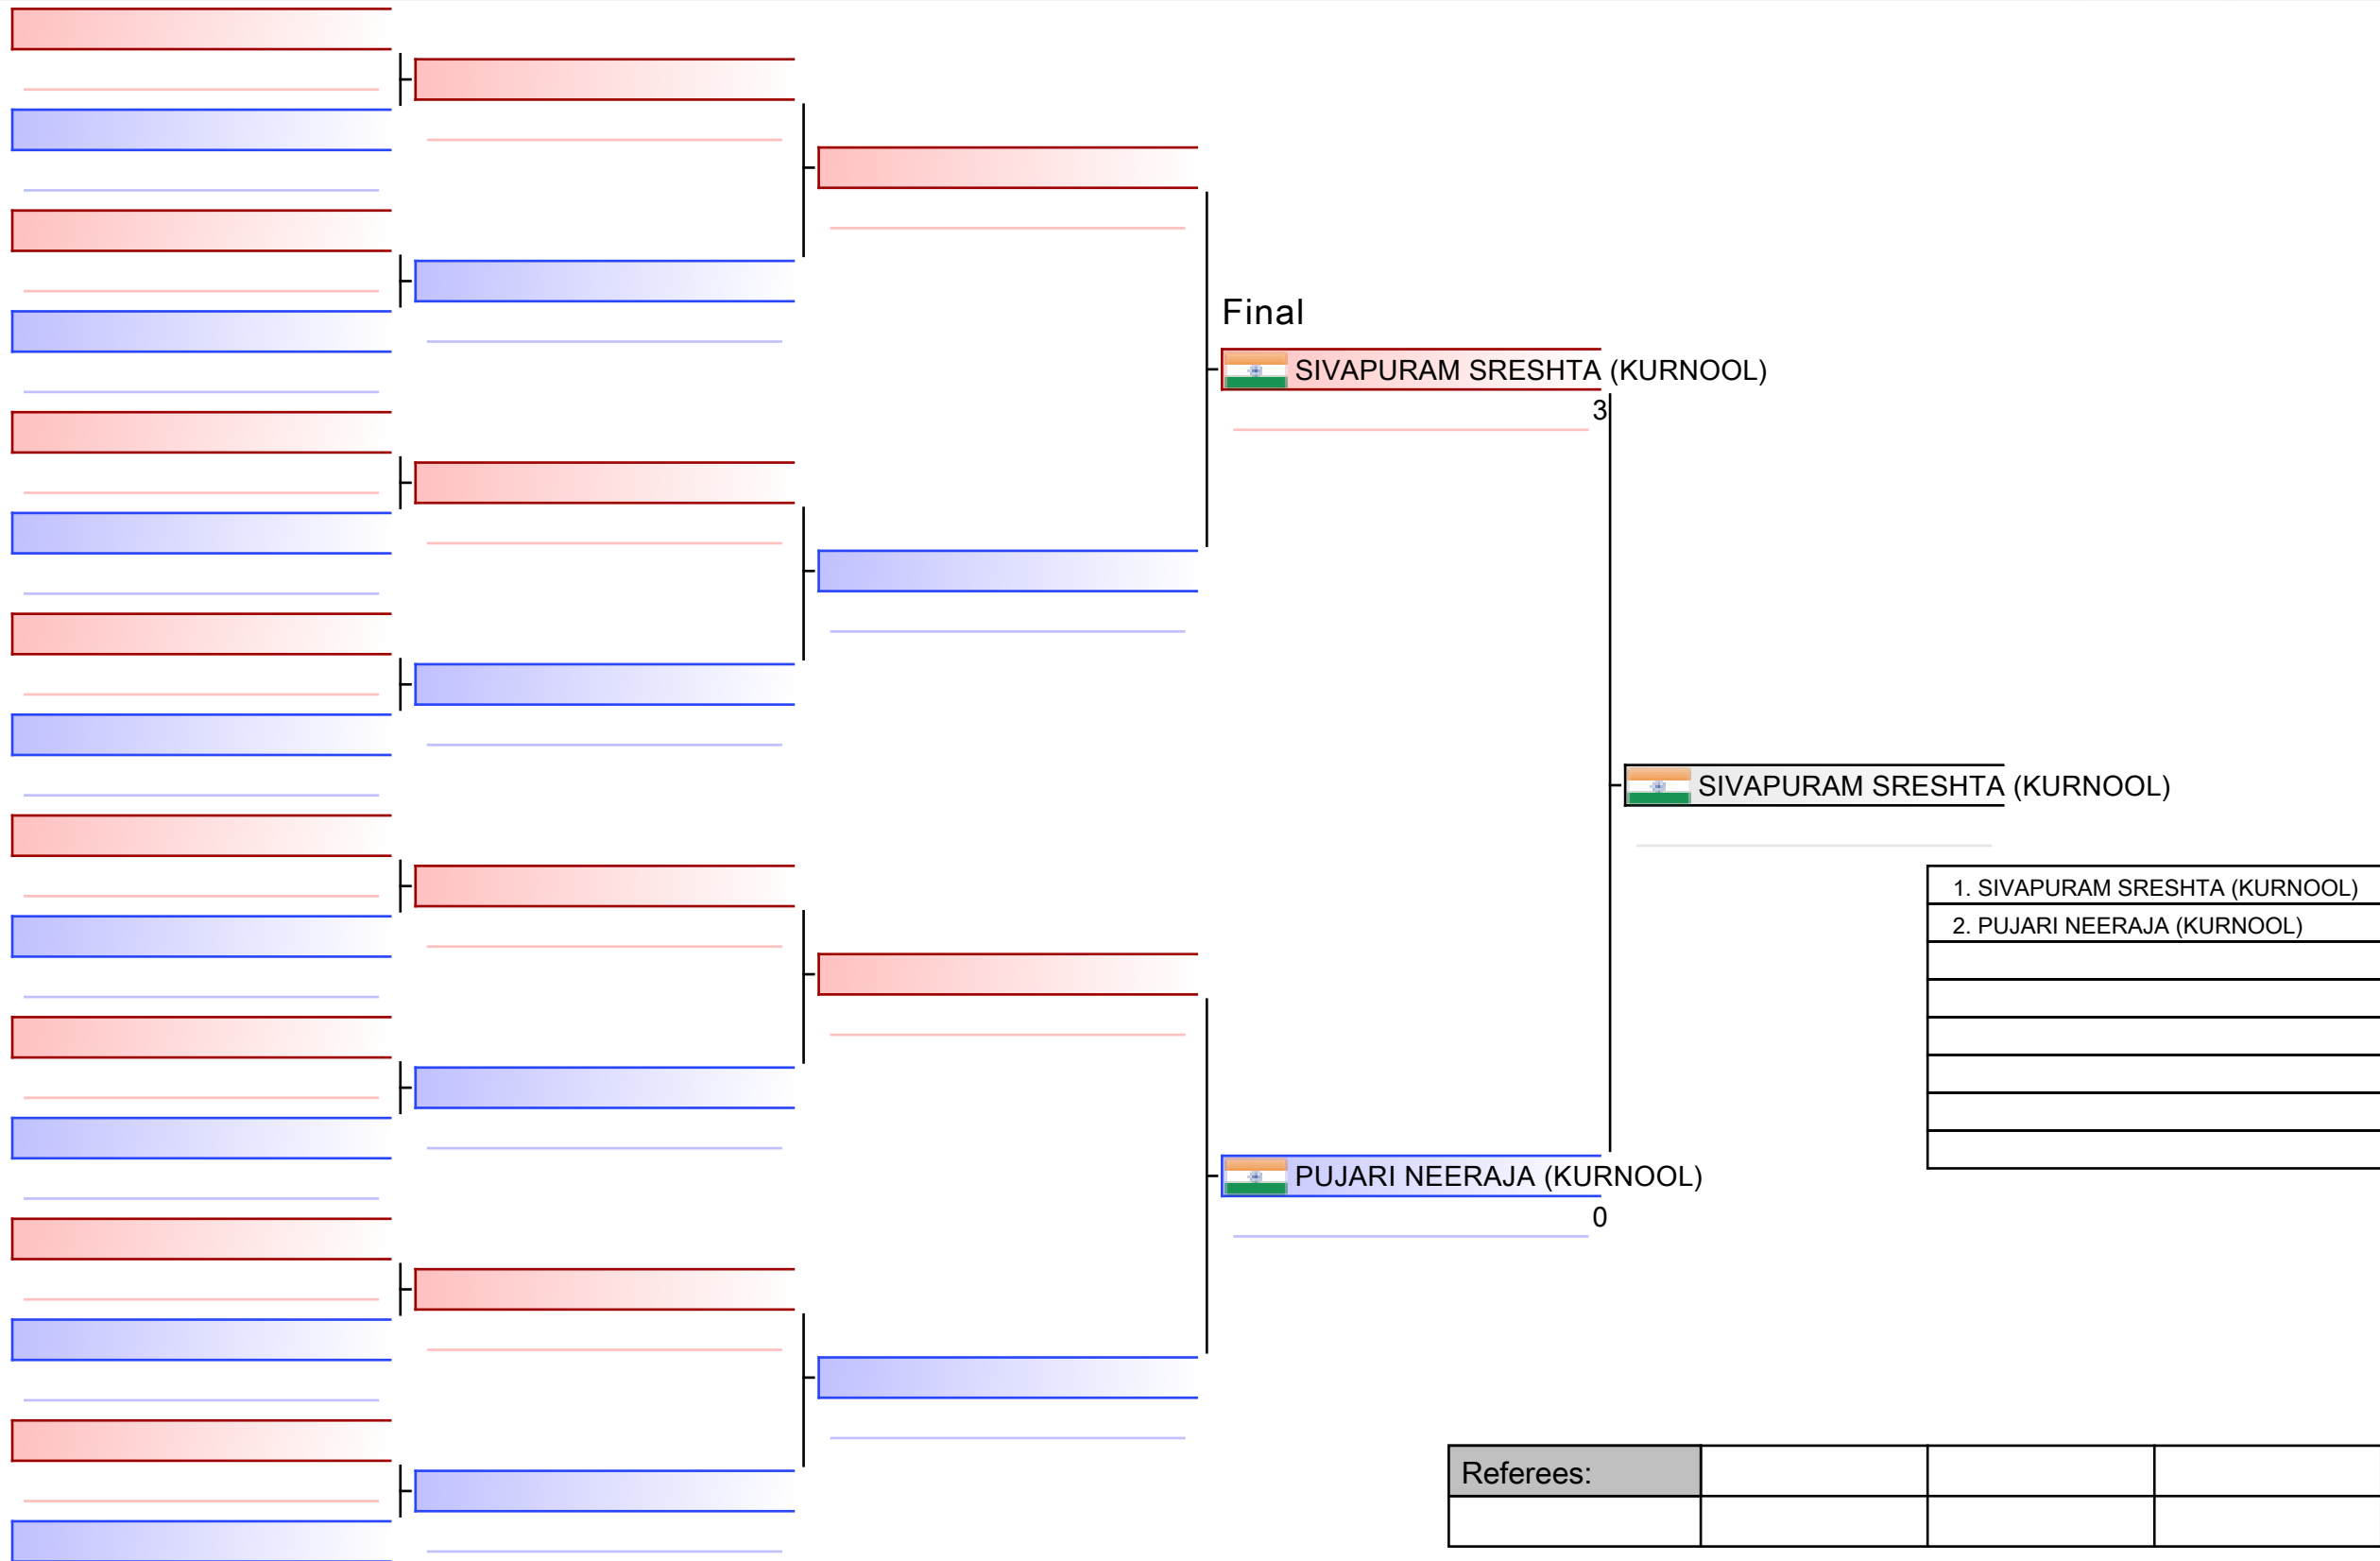 Final
SIVAPURAM SRESHTA (KURNOOL)
3
SIVAPURAM SRESHTA (KURNOOL)
1. SIVAPURAM SRESHTA (KURNOOL)
2. PUJARI NEERAJA (KURNOOL)
PUJARI NEERAJA (KURNOOL)
0
Referees: